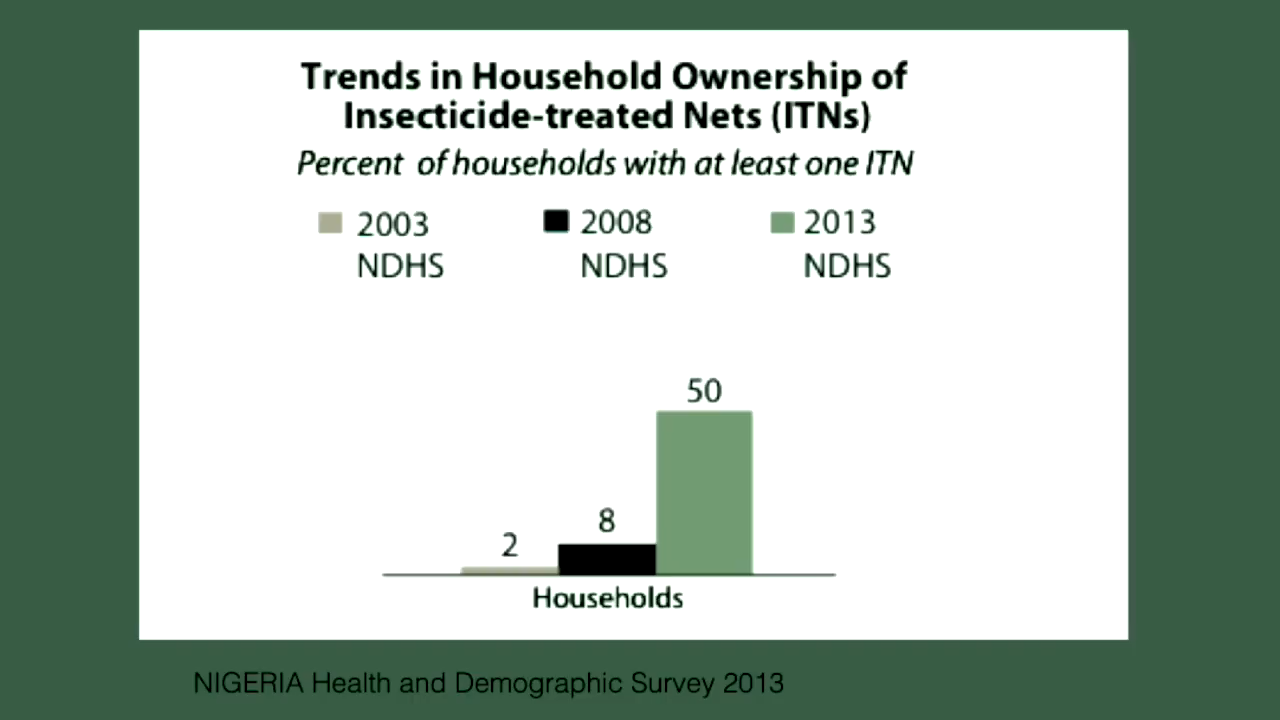 Trends in Household Ownership of
Insecticide-treated Nets (ITNs)
Percent of households with at least one ITN
2003 NDHS
2008 NDHS
2013 NDHS
50
8
2
Households
NIGERIA Health and Demographic Survey 2013